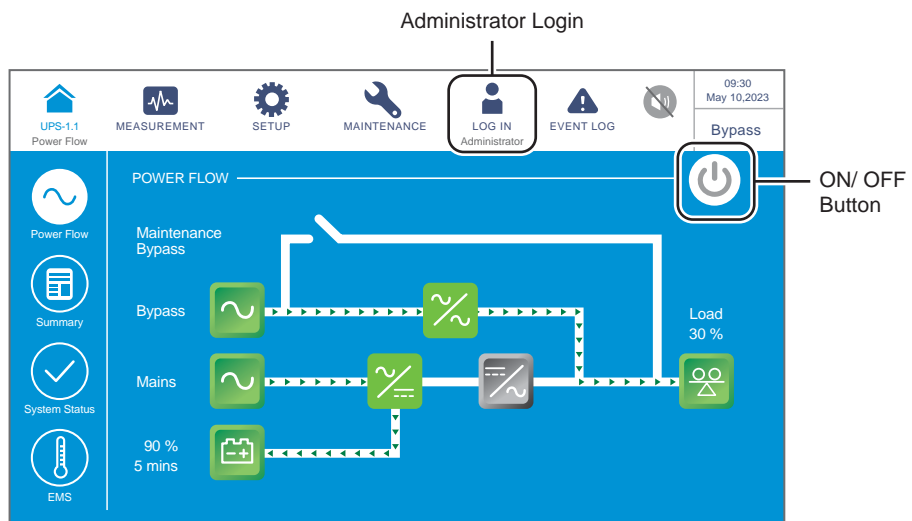 Administrator Login
UPS-1.1
Power Flow
MEASUREMENT
SETUP
MAINTENANCE
LOG IN
Administrator
EVENT LOG
09:30
May 10,2023
Bypass
POWER FLOW
ON/ OFF
Button
Power Flow
Maintenance
Bypass
Summary
Bypass
Load
30 %
System Status
Mains
90 %
5 mins
EMS